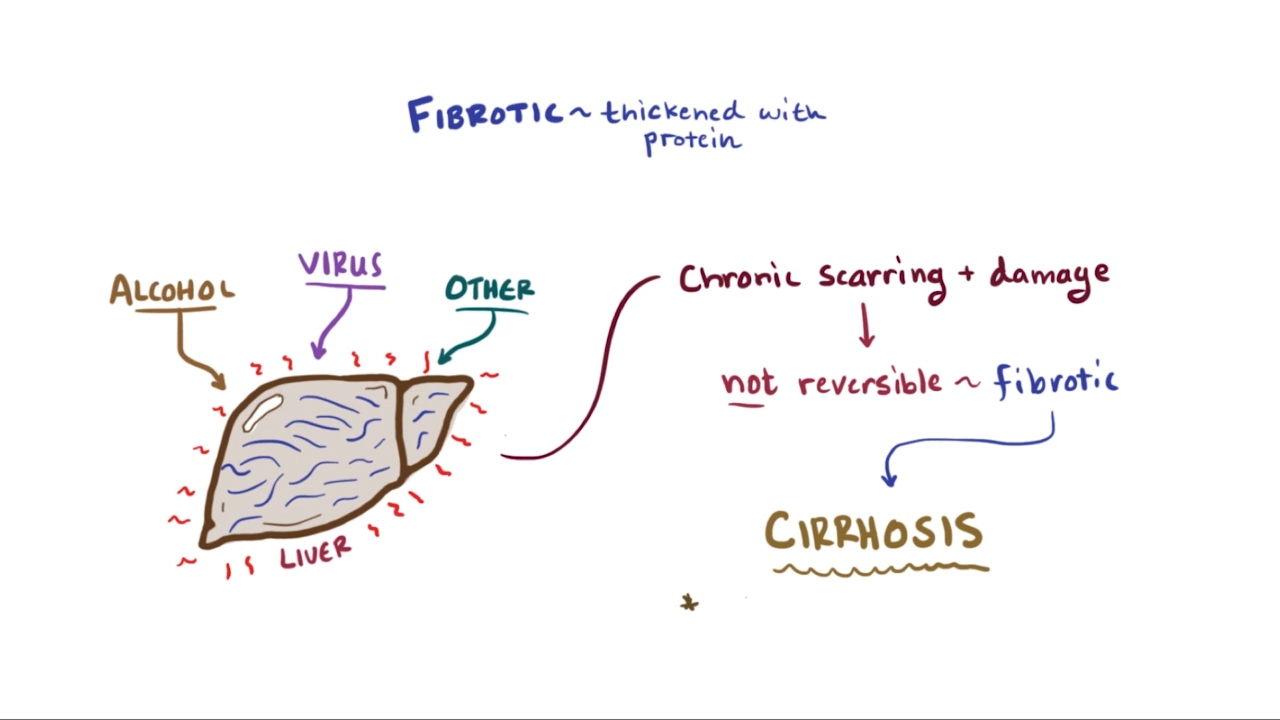 FIBROTIC ~ thickened with
protein
ALCOHOL
VIRUS
OTHER
LIVER
Chronic scarring + damage
not reversible ~ fibrotic
CIRRHOSIS
*